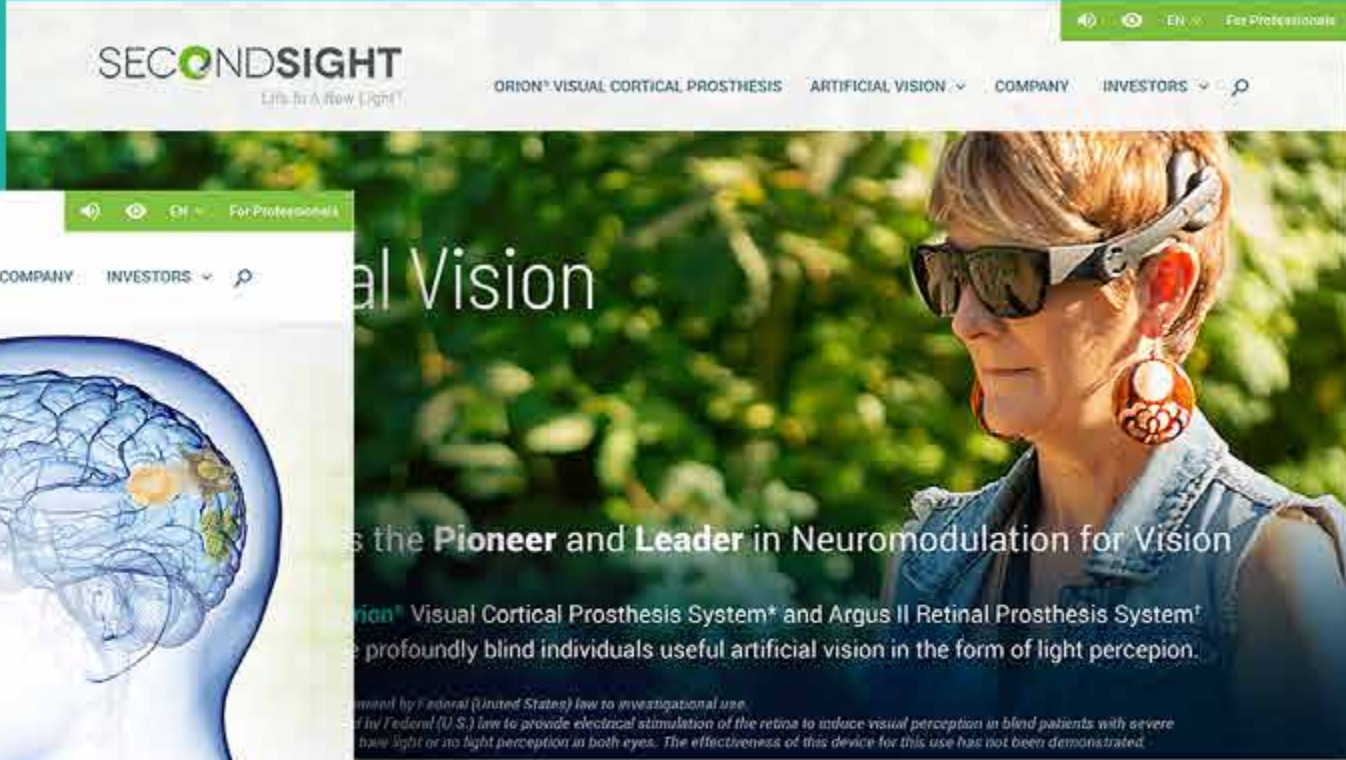 EN
For Professionals
SECONDSIGHT
Life In A New Light
ORION® VISUAL CORTICAL PROSTHESIS
ARTIFICIAL VISION
COMPANY
INVESTORS
EN
For Professionals
COMPANY
INVESTORS
al Vision
s the Pioneer and Leader in Neuromodulation for Vision
rion® Visual Cortical Prosthesis System* and Argus II Retinal Prosthesis System†
e profoundly blind individuals useful artificial vision in the form of light percepion.
by Federal (United States) law to investigational use.
by Federal (U.S.) law to provide electrical stimulation of the retina to induce visual perception in blind patients with severe
have light or no light perception in both eyes. The effectiveness of this device for this use has not been demonstrated